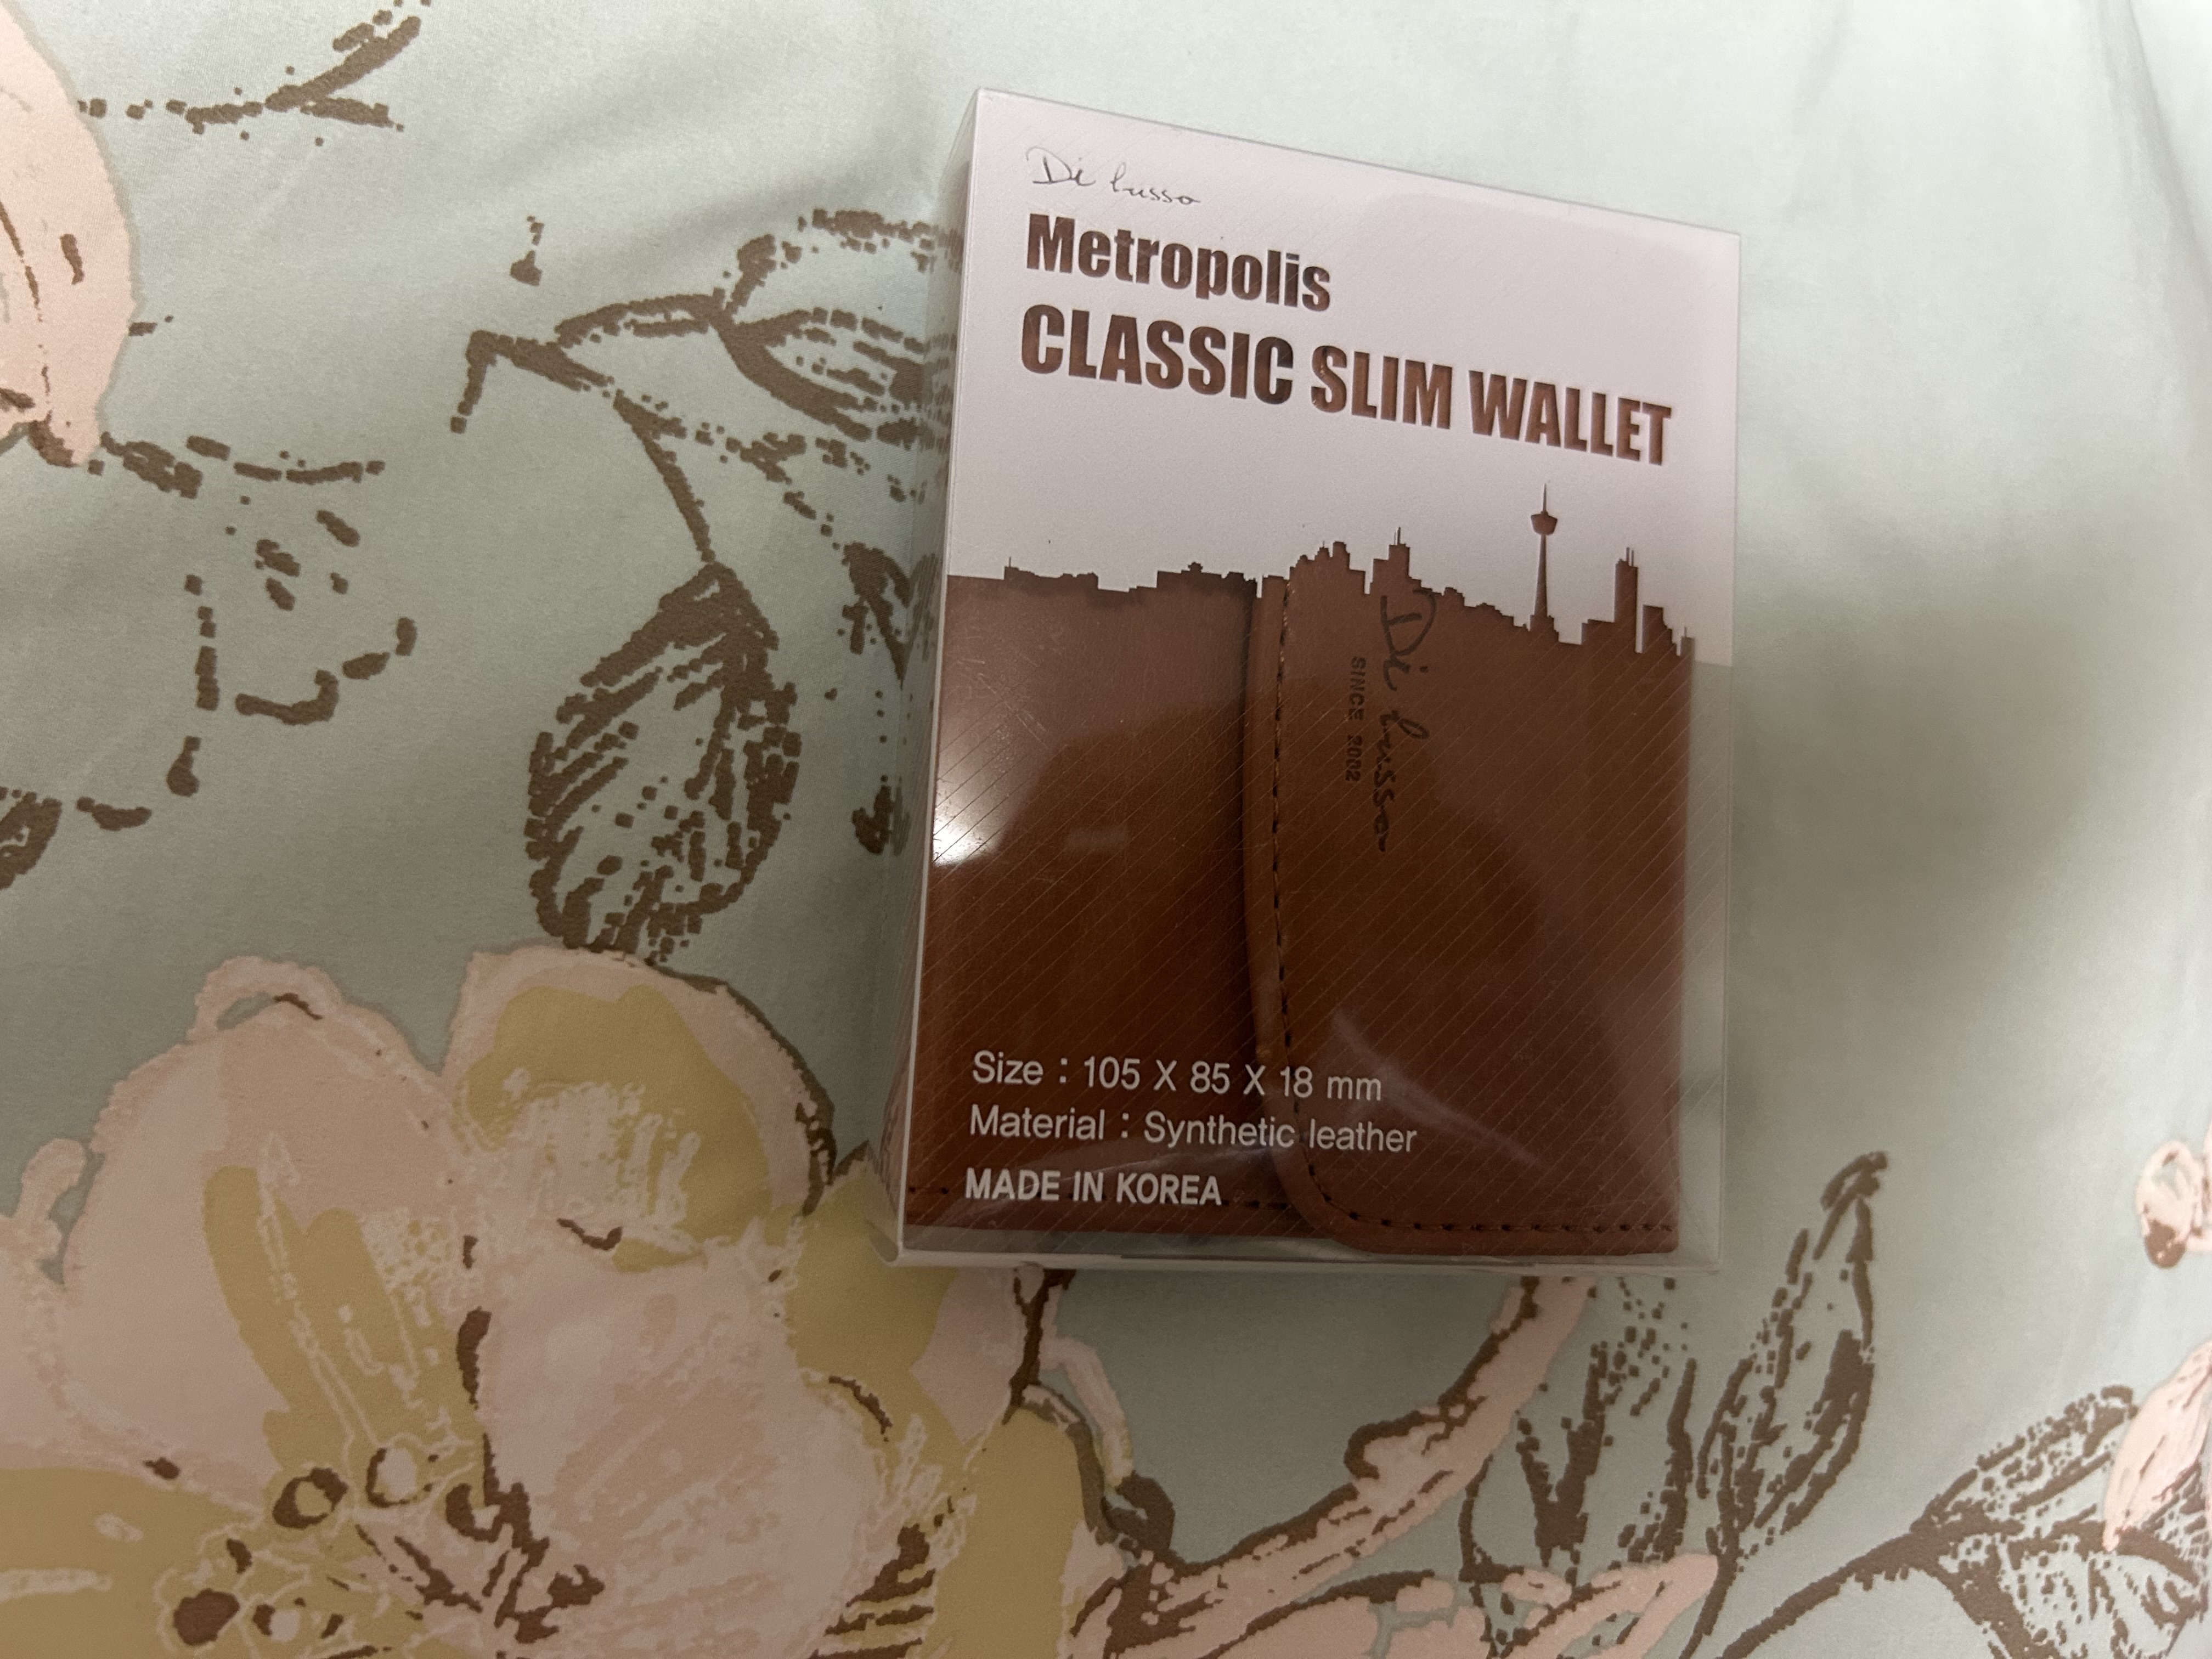 Di lusso
Metropolis
CLASSIC SLIM WALLET
Di lusso
SINCE 2002
Size : 105 X 85 X 18 mm
Material : Synthetic leather
MADE IN KOREA